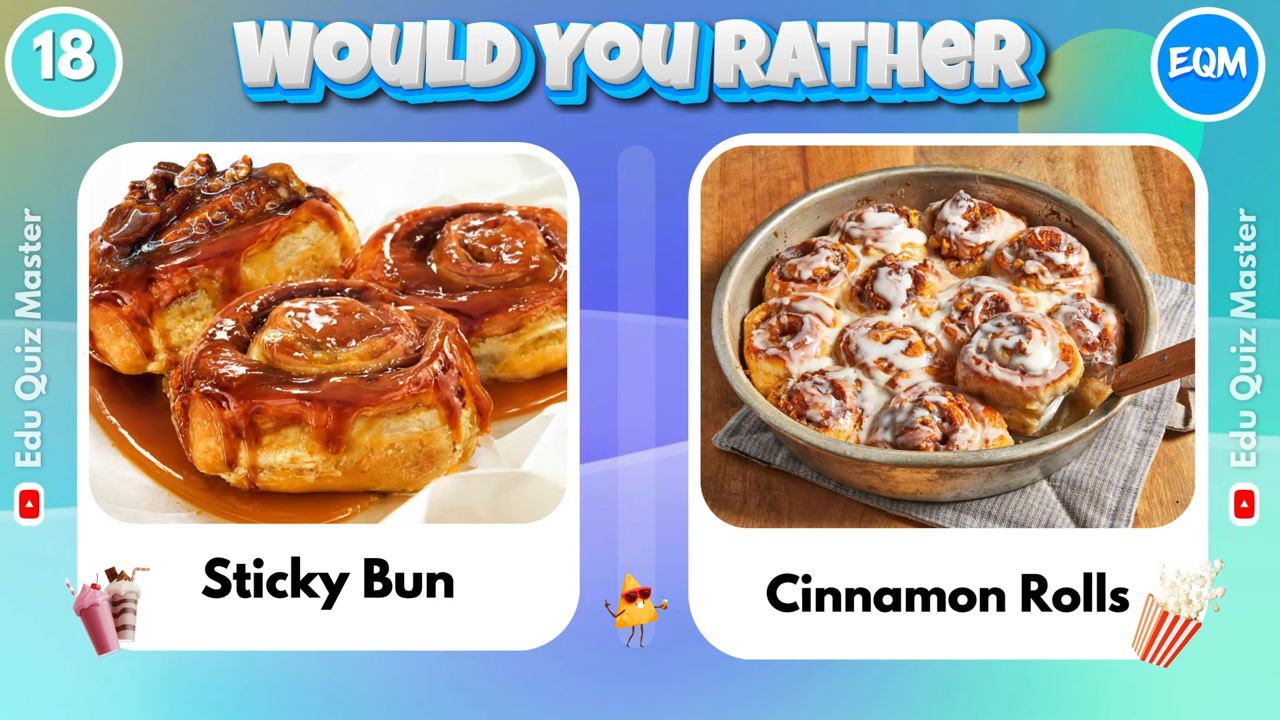 18
WOULD YOU RATHER
EQM
Edu Quiz Master
Edu Quiz Master
Sticky Bun
Cinnamon Rolls